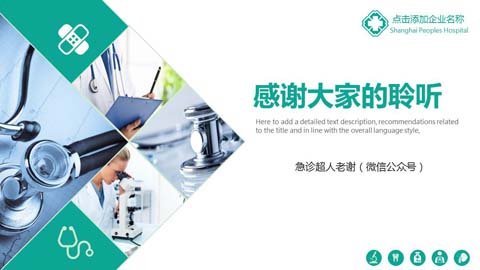 点击添加企业名称
Shanghai Peoples Hospital
感谢大家的聆听
Here to add a detailed text description, recommendations related
to the title and in line with the overall language style,
急诊超人老谢（微信公众号）